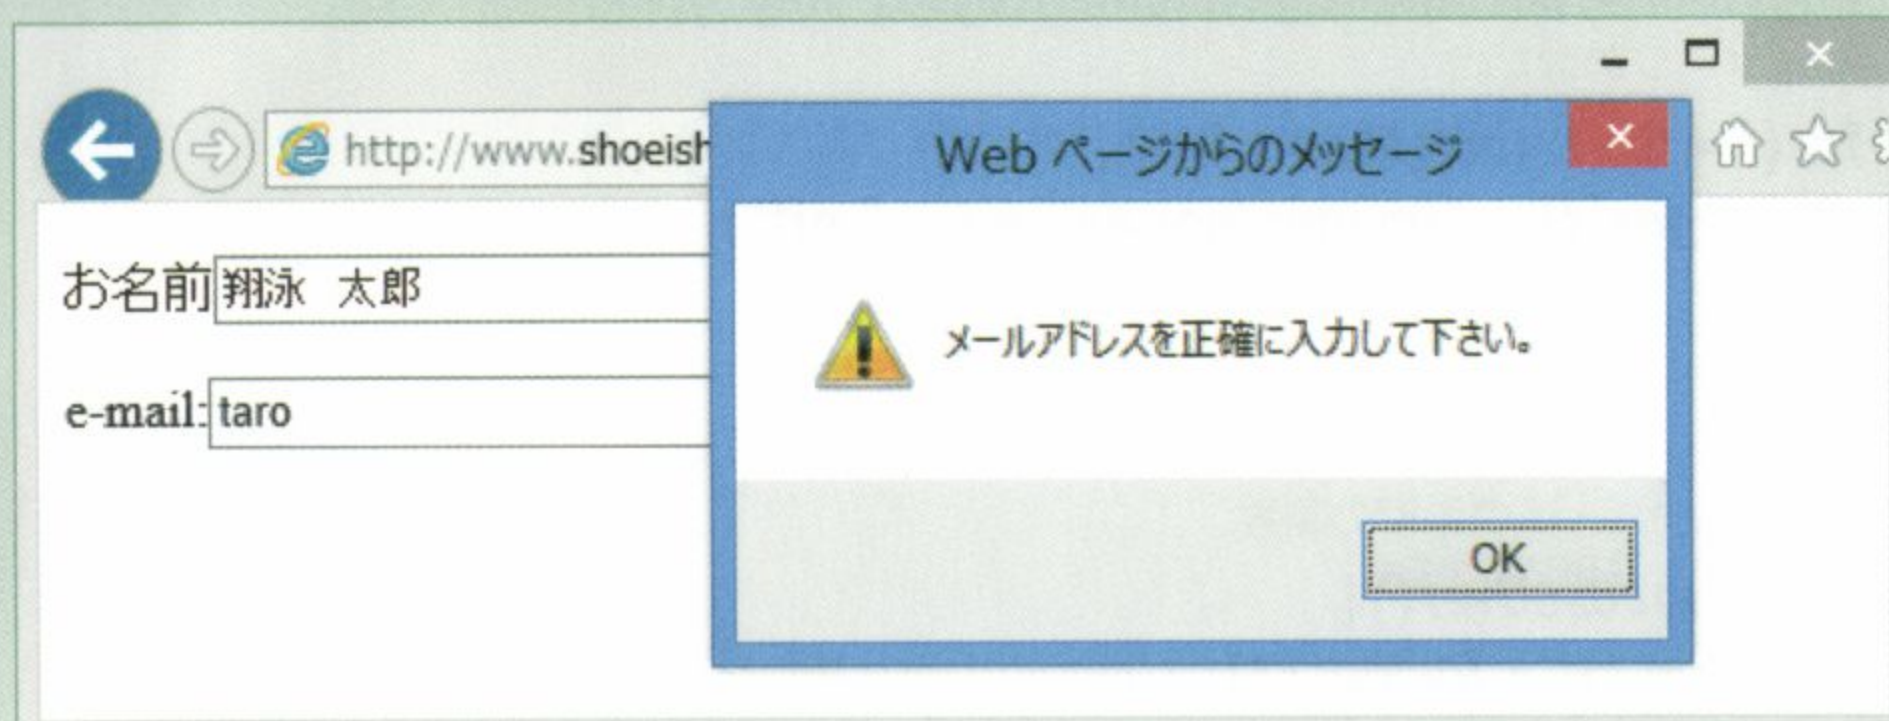 http://www.shoeish
Web ページからのメッセージ
お名前 翔泳　太郎
メールアドレスを正確に入力して下さい。
e-mail: taro
OK